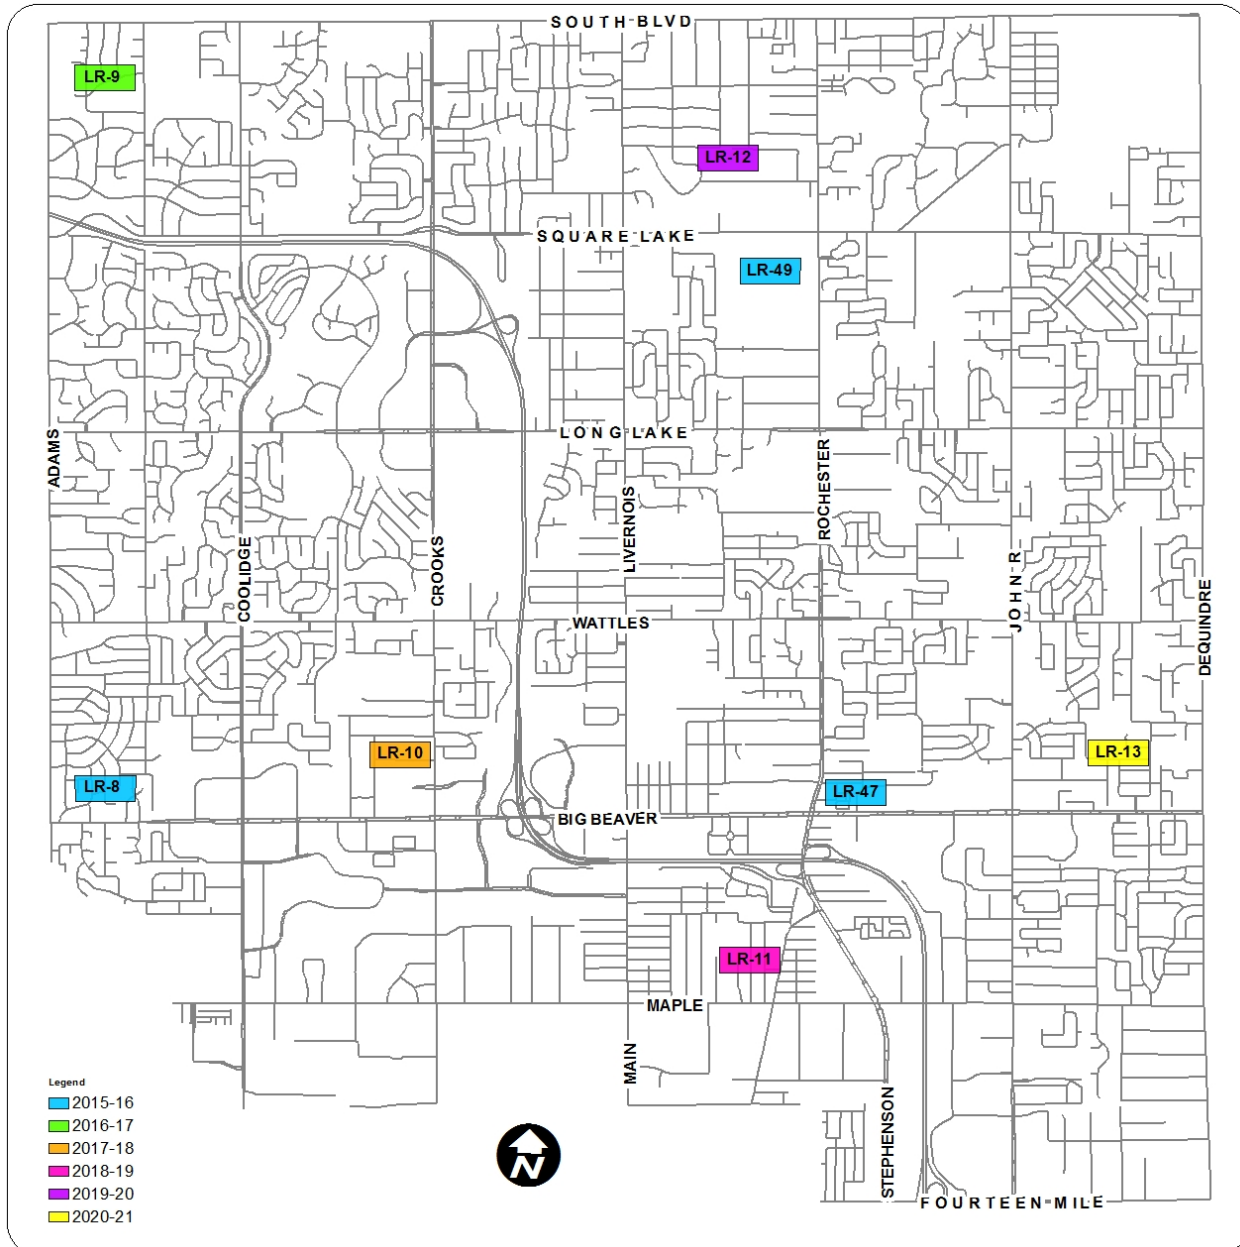 SOUTH BLVD
LR-9
LR-12
SQUARE LAKE
LR-49
LONG LAKE
ADAMS
ROCHESTER
LIVERNOIS
COOLIDGE
CROOKS
JOHN R
DEQUINDRE
WATTLES
LR-10
LR-13
LR-8
LR-47
BIG BEAVER
LR-11
MAPLE
MAIN
STEPHENSON
Legend
2015-16
2016-17
2017-18
2018-19
2019-20
2020-21
N
FOURTEEN MILE